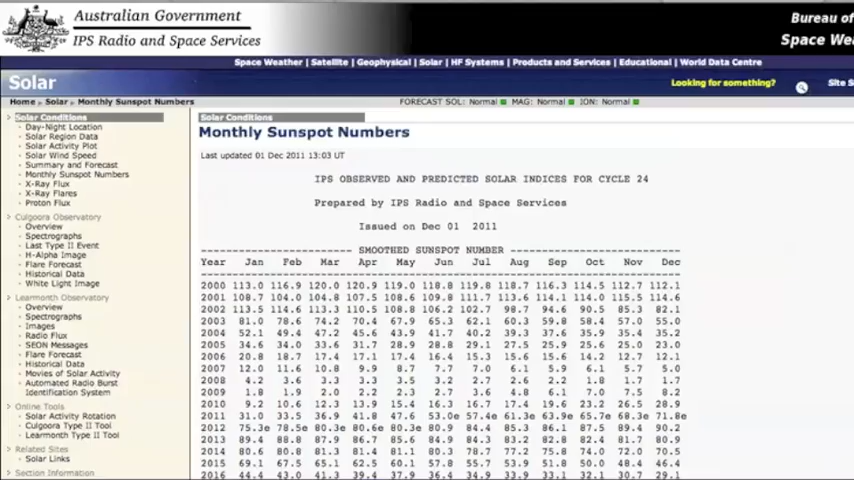 Australian Government
IPS Radio and Space Services
Bureau of
Space Wea
Space Weather | Satellite | Geophysical | Solar | HF Systems | Products and Services | Educational | World Data Centre
Solar
Looking for something?
Site S
Home » Solar » Monthly Sunspot Numbers
FORECAST SOL: Normal MAG: Normal ION: Normal
Solar Conditions
Day-Night Location
Solar Region Data
Solar Activity Plot
Solar Wind Speed
Summary and Forecast
Monthly Sunspot Numbers
X-Ray Flux
X-Ray Flares
Proton Flux
Culgoora Observatory
Overview
Spectrographs
Last Type II Event
H-Alpha Image
Flare Forecast
Historical Data
White Light Image
Learmonth Observatory
Overview
Spectrographs
Images
Radio Flux
SEON Messages
Flare Forecast
Historical Data
Movies of Solar Activity
Automated Radio Burst
Identification System
Online Tools
Solar Activity Rotation
Culgoora Type II Tool
Learmonth Type II Tool
Related Sites
Solar Links
Section Information
Solar Conditions
Monthly Sunspot Numbers
Last updated 01 Dec 2011 13:03 UT
IPS OBSERVED AND PREDICTED SOLAR INDICES FOR CYCLE 24
Prepared by IPS Radio and Space Services
Issued on Dec 01 2011
------------------------ SMOOTHED SUNSPOT NUMBER --------------------------
Year Jan Feb Mar Apr May Jun Jul Aug Sep Oct Nov Dec
2000 113.0 116.9 120.0 120.9 119.0 118.8 119.8 118.7 116.3 114.5 112.7 112.1
2001 108.7 104.0 104.8 107.5 108.6 109.8 111.7 113.6 114.1 114.0 115.5 114.6
2002 113.5 114.6 113.3 110.5 108.8 106.2 102.7 98.7 94.6 90.5 85.3 82.1
2003 81.0 78.6 74.2 70.4 67.9 65.3 62.1 60.3 59.8 58.4 57.0 55.0
2004 52.1 49.4 47.2 45.6 43.9 41.7 40.2 39.3 37.6 35.9 35.4 35.2
2005 34.6 34.0 33.6 31.7 28.9 28.8 29.1 27.5 25.9 25.6 25.0 23.0
2006 20.8 18.7 17.4 17.1 17.4 16.4 15.3 15.6 15.6 14.2 12.7 12.1
2007 12.0 11.6 10.8 9.9 8.7 7.7 7.0 6.1 5.9 6.1 5.7 5.0
2008 4.2 3.6 3.3 3.3 3.5 3.2 2.7 2.6 2.2 1.8 1.7 1.7
2009 1.8 1.9 2.0 2.2 2.3 2.7 3.6 4.8 6.1 7.0 7.5 8.2
2010 9.2 10.6 12.3 13.9 15.4 16.3 16.7 17.4 19.6 23.2 26.5 28.9
2011 31.0 33.5 36.9 41.8 47.6 53.0e 57.4e 61.3e 63.9e 65.7e 68.3e 71.8e
2012 75.3e 78.5e 80.3e 80.6e 80.3e 80.9 84.4 85.3 86.1 87.5 89.4 90.2
2013 89.4 88.8 87.9 86.7 85.6 84.9 84.3 83.2 82.8 82.4 81.7 80.9
2014 80.6 80.8 81.3 81.4 81.1 80.3 78.7 77.2 75.8 74.0 72.0 70.5
2015 69.1 67.5 65.1 62.5 60.1 57.8 55.7 53.9 51.8 50.0 48.4 46.4
2016 44.4 43.0 41.3 39.4 37.9 36.4 34.9 33.9 33.1 32.1 30.7 29.1